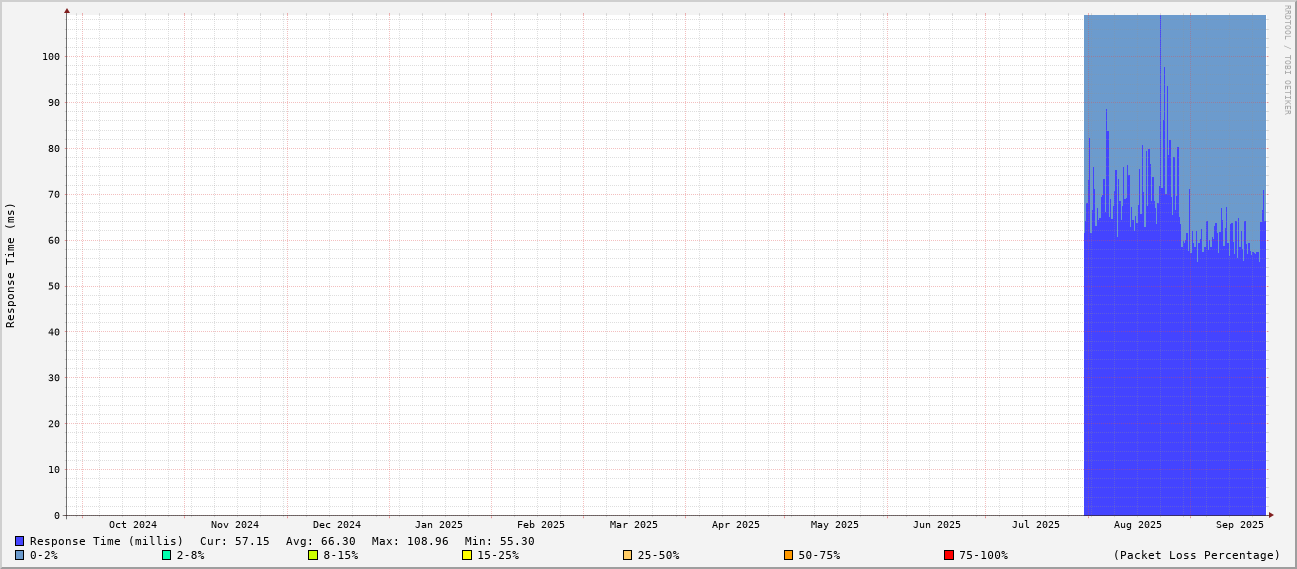 RRDTOOL / TOBI OETIKER
Response Time (ms)
100
90
80
70
60
50
40
30
20
10
0
Oct 2024 Nov 2024 Dec 2024 Jan 2025 Feb 2025 Mar 2025 Apr 2025 May 2025 Jun 2025 Jul 2025 Aug 2025 Sep 2025
Response Time (millis) Cur: 57.15 Avg: 66.30 Max: 108.96 Min: 55.30
0-2% 2-8% 8-15% 15-25% 25-50% 50-75% 75-100% (Packet Loss Percentage)